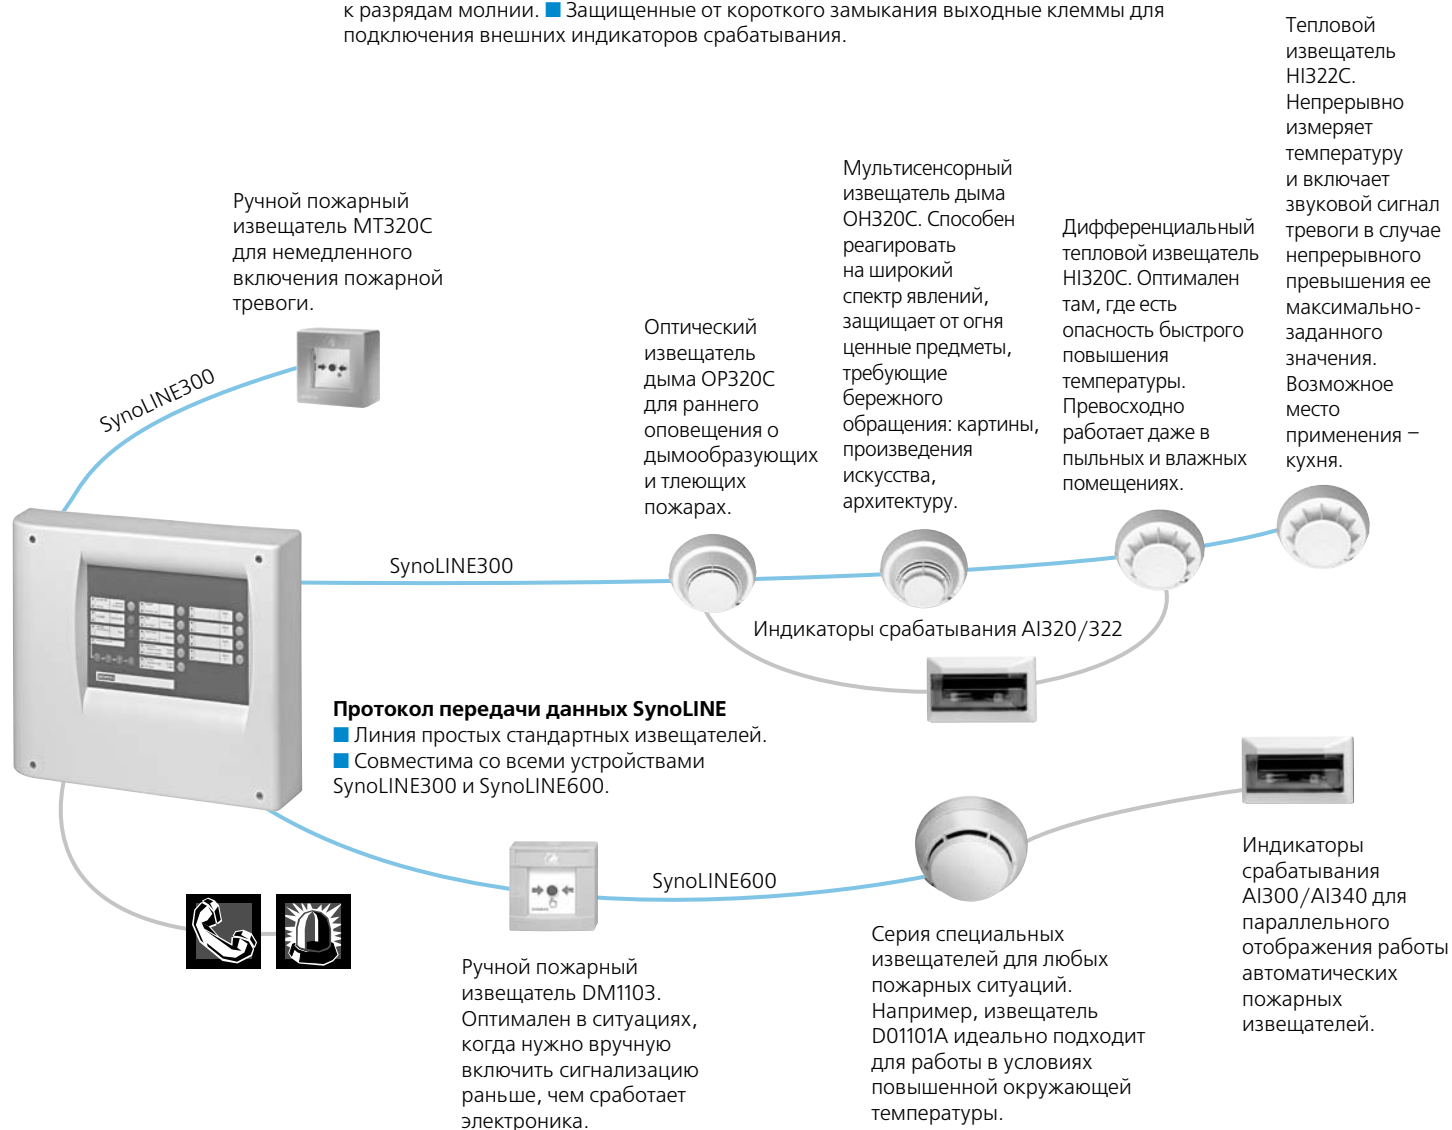 к разрядам молнии. ■ Защищенные от короткого замыкания выходные клеммы для
подключения внешних индикаторов срабатывания.
Тепловой
извещатель
HI322C.
Непрерывно
измеряет
температуру
и включает
звуковой сигнал
тревоги в случае
непрерывного
превышения ее
максимально-
заданного
значения.
Возможное
место
применения –
кухня.
Ручной пожарный
извещатель MT320C
для немедленного
включения пожарной
тревоги.
Мультисенсорный
извещатель дыма
OH320C. Способен
реагировать
на широкий
спектр явлений,
защищает от огня
ценные предметы,
требующие
бережного
обращения: картины,
произведения
искусства,
архитектуру.
Дифференциальный
тепловой извещатель
HI320C. Оптимален
там, где есть
опасность быстрого
повышения
температуры.
Превосходно
работает даже в
пыльных и влажных
помещениях.
Оптический
извещатель
дыма OP320C
для раннего
оповещения о
дымообразующих
и тлеющих
пожарах.
SynoLINE300
SynoLINE300
Индикаторы срабатывания AI320/322
Протокол передачи данных SynoLINE
■ Линия простых стандартных извещателей.
■ Совместима со всеми устройствами
SynoLINE300 и SynoLINE600.
SynoLINE600
Ручной пожарный
извещатель DM1103.
Оптимален в ситуациях,
когда нужно вручную
включить сигнализацию
раньше, чем сработает
электроника.
Серия специальных
извещателей для любых
пожарных ситуаций.
Например, извещатель
D01101A идеально подходит
для работы в условиях
повышенной окружающей
температуры.
Индикаторы
срабатывания
AI300/AI340 для
параллельного
отображения работы
автоматических
пожарных
извещателей.